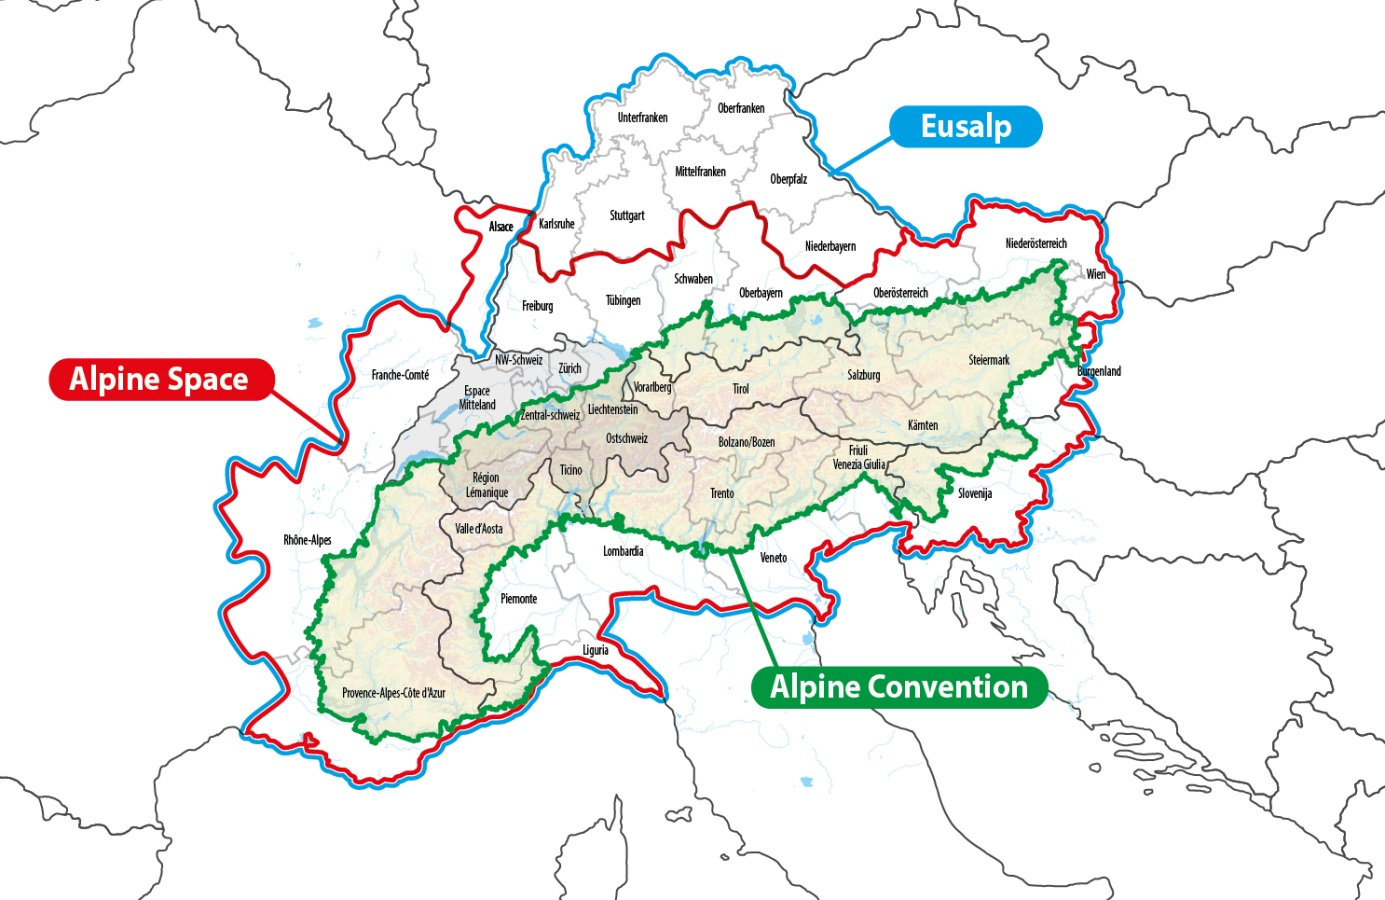 Unterfranken
Oberfranken
Eusalp
Mittelfranken
Oberpfalz
Alsace
Karlsruhe
Stuttgart
Niederbayern
Niederösterreich
Wien
Schwaben
Oberbayern
Oberösterreich
Freiburg
Tübingen
Alpine Space
Franche-Comté
NW-Schweiz
Zürich
Espace
Mitteland
Vorarlberg
Tirol
Salzburg
Steiermark
Burgenland
Zentral-schweiz
Liechtenstein
Ostschweiz
Bolzano/Bozen
Kärnten
Friuli
Venezia Giulia
Région
Lémanique
Ticino
Trento
Slovenija
Valle d'Aosta
Rhône-Alpes
Lombardia
Veneto
Piemonte
Liguria
Provence-Alpes-Côte d'Azur
Alpine Convention